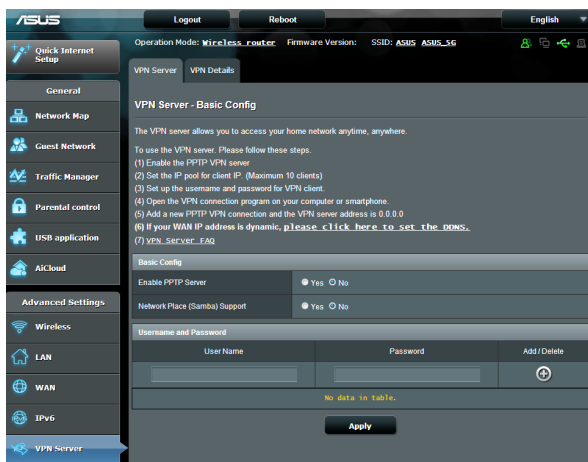 ASUS
Logout
Reboot
English
Quick Internet Setup
Operation Mode: Wireless router Firmware Version: SSID: ASUS ASUS_5G
VPN Server
VPN Details
General
Network Map
Guest Network
Traffic Manager
Parental control
USB application
AiCloud
Advanced Settings
Wireless
LAN
WAN
IPv6
VPN Server
VPN Server - Basic Config
The VPN server allows you to access your home network anytime, anywhere.
To use the VPN server. Please follow these steps.
(1) Enable the PPTP VPN server
(2) Set the IP pool for client IP. (Maximum 10 clients)
(3) Set up the username and password for VPN client.
(4) Open the VPN connection program on your computer or smartphone.
(5) Add a new PPTP VPN connection and the VPN server address is 0.0.0.0
(6) If your WAN IP address is dynamic, please click here to set the DDNS.
(7) VPN Server FAQ
Basic Config
Enable PPTP Server Yes No
Network Place (Samba) Support Yes No
Username and Password
User Name Password Add / Delete
No data in table.
Apply